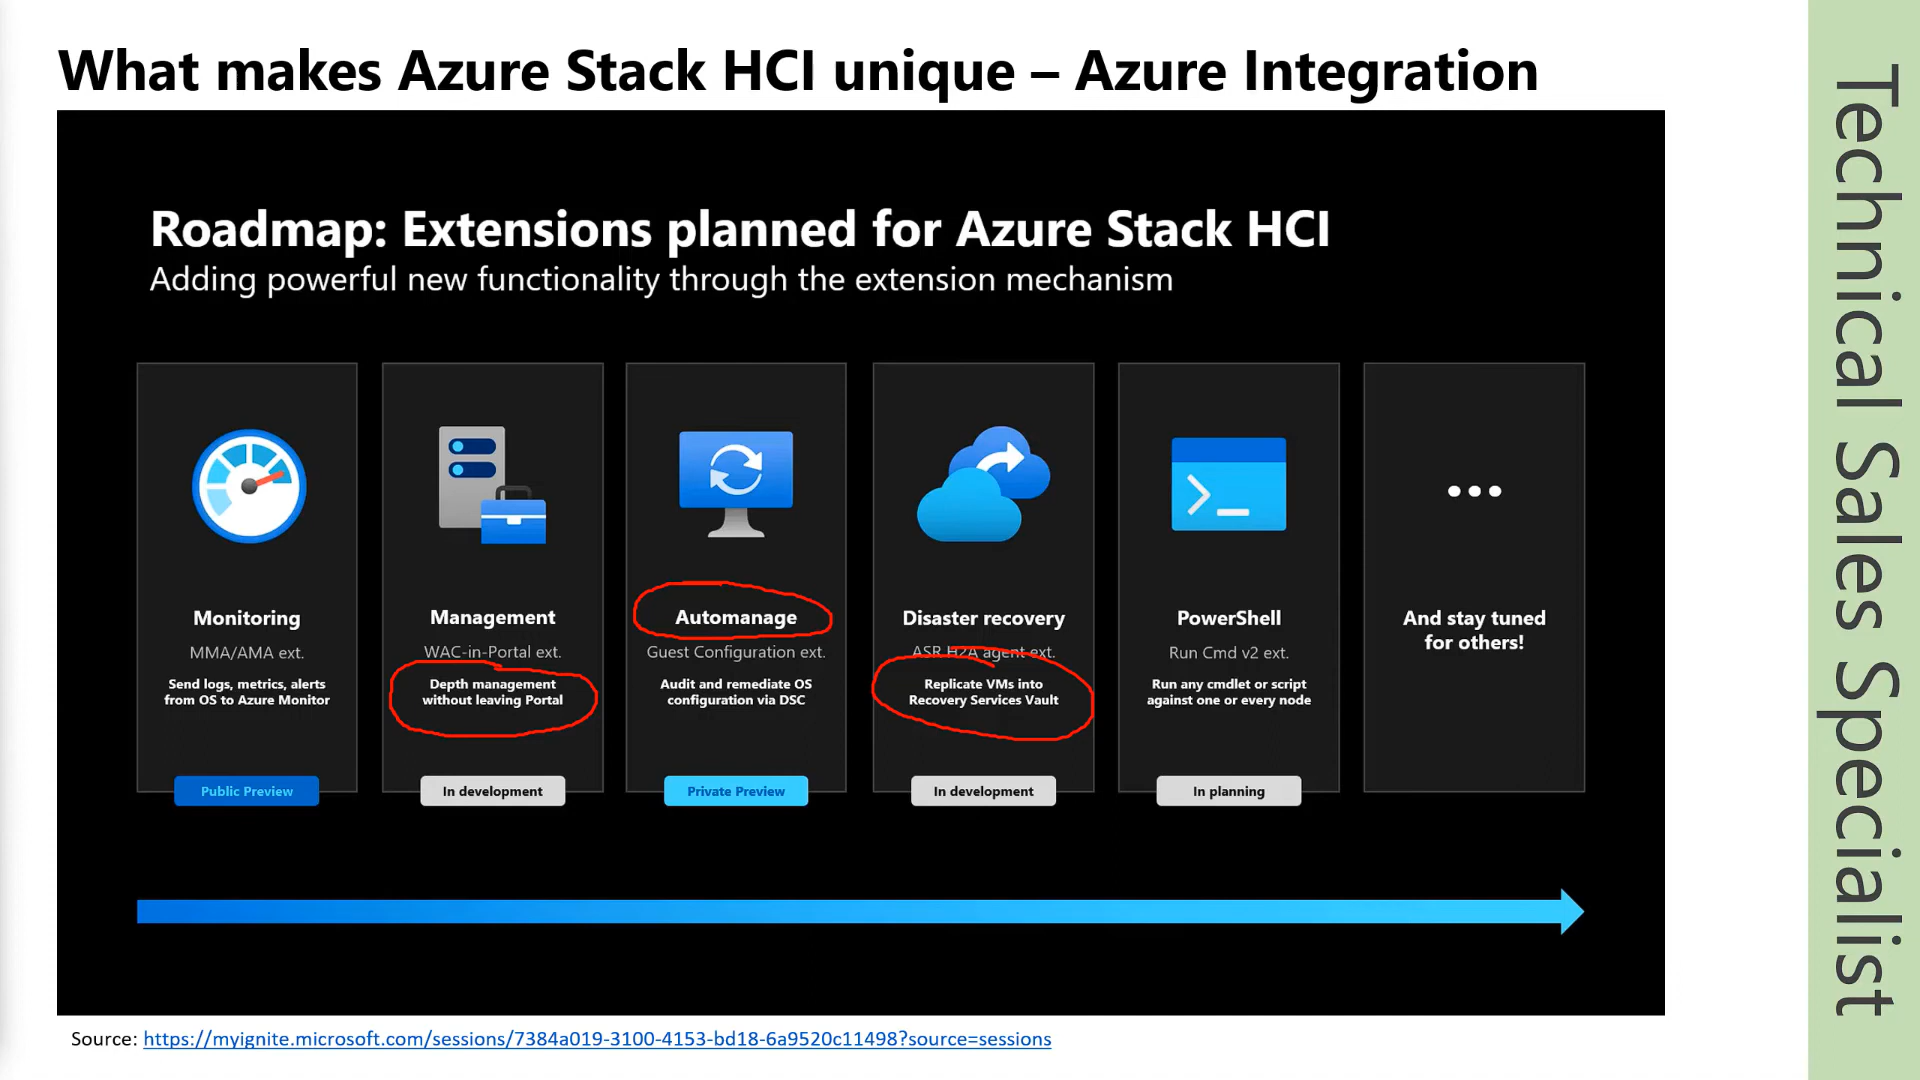 What makes Azure Stack HCI unique – Azure Integration
Roadmap: Extensions planned for Azure Stack HCI
Adding powerful new functionality through the extension mechanism
Monitoring
MMA/AMA ext.
Send logs, metrics, alerts
from OS to Azure Monitor
Public Preview
Management
WAC-in-Portal ext.
Depth management
without leaving Portal
In development
Automanage
Guest Configuration ext.
Audit and remediate OS
configuration via DSC
Private Preview
Disaster recovery
ASR H2A agent ext.
Replicate VMs into
Recovery Services Vault
In development
PowerShell
Run Cmd v2 ext.
Run any cmdlet or script
against one or every node
In planning
And stay tuned
for others!
Source: https://myignite.microsoft.com/sessions/7384a019-3100-4153-bd18-6a9520c11498?source=sessions
Technical Sales Specialist